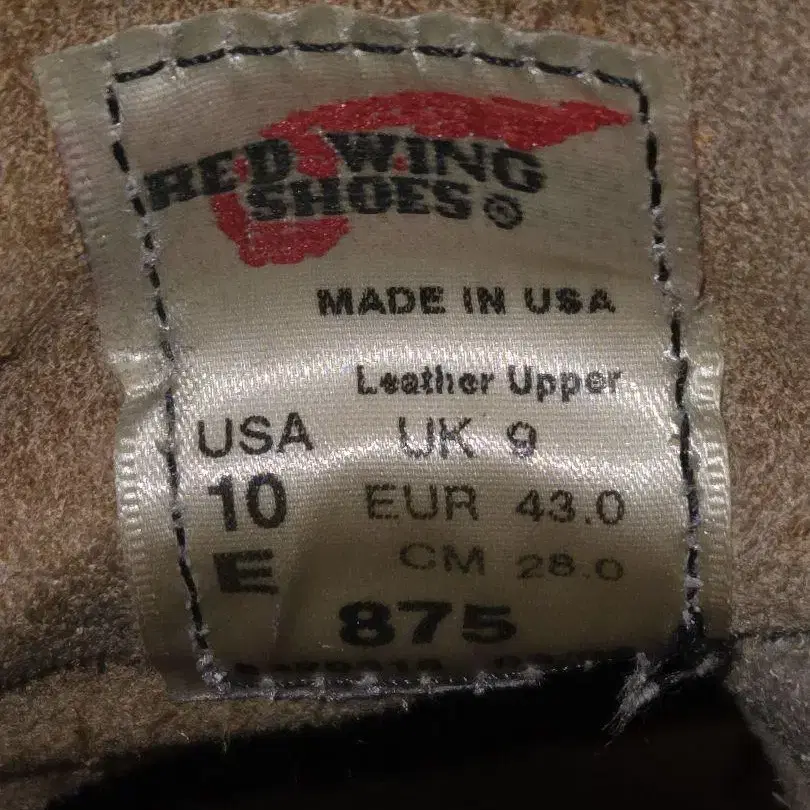 RED WING
SHOES ®
MADE IN USA
Leather Upper
USA UK 9
10 EUR 43.0
E CM 28.0
875